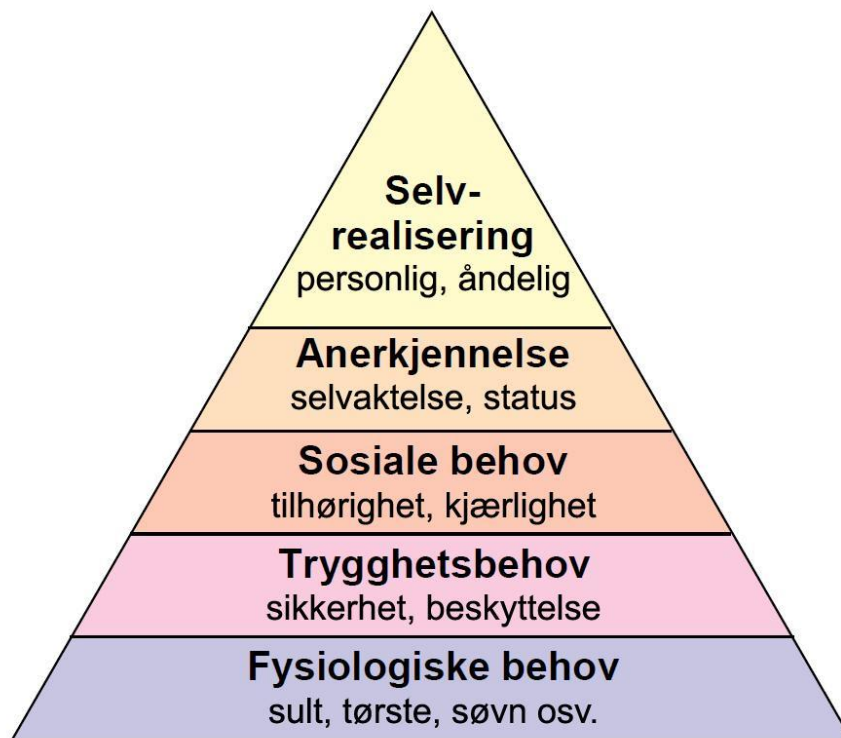 Selv-
realisering
personlig, åndelig
Anerkjennelse
selvaktelse, status
Sosiale behov
tilhørighet, kjærlighet
Trygghetsbehov
sikkerhet, beskyttelse
Fysiologiske behov
sult, tørste, søvn osv.